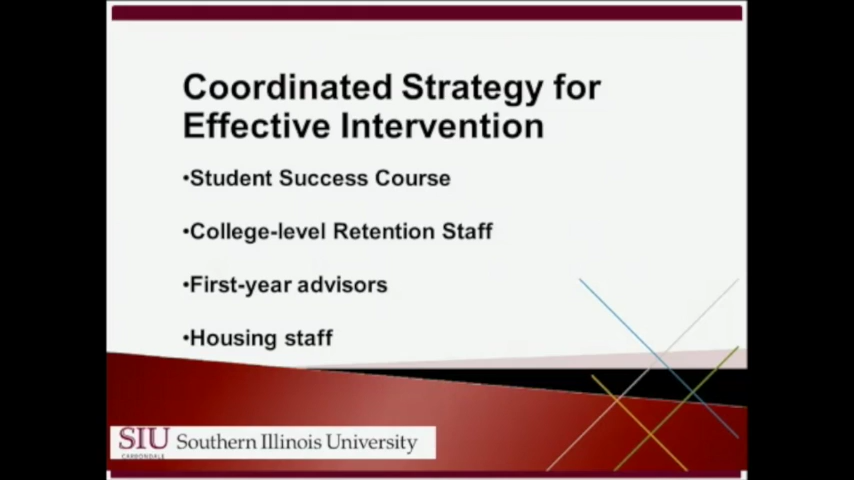 Coordinated Strategy for
Effective Intervention
•Student Success Course
•College-level Retention Staff
•First-year advisors
•Housing staff
SIU Southern Illinois University
CARBONDALE